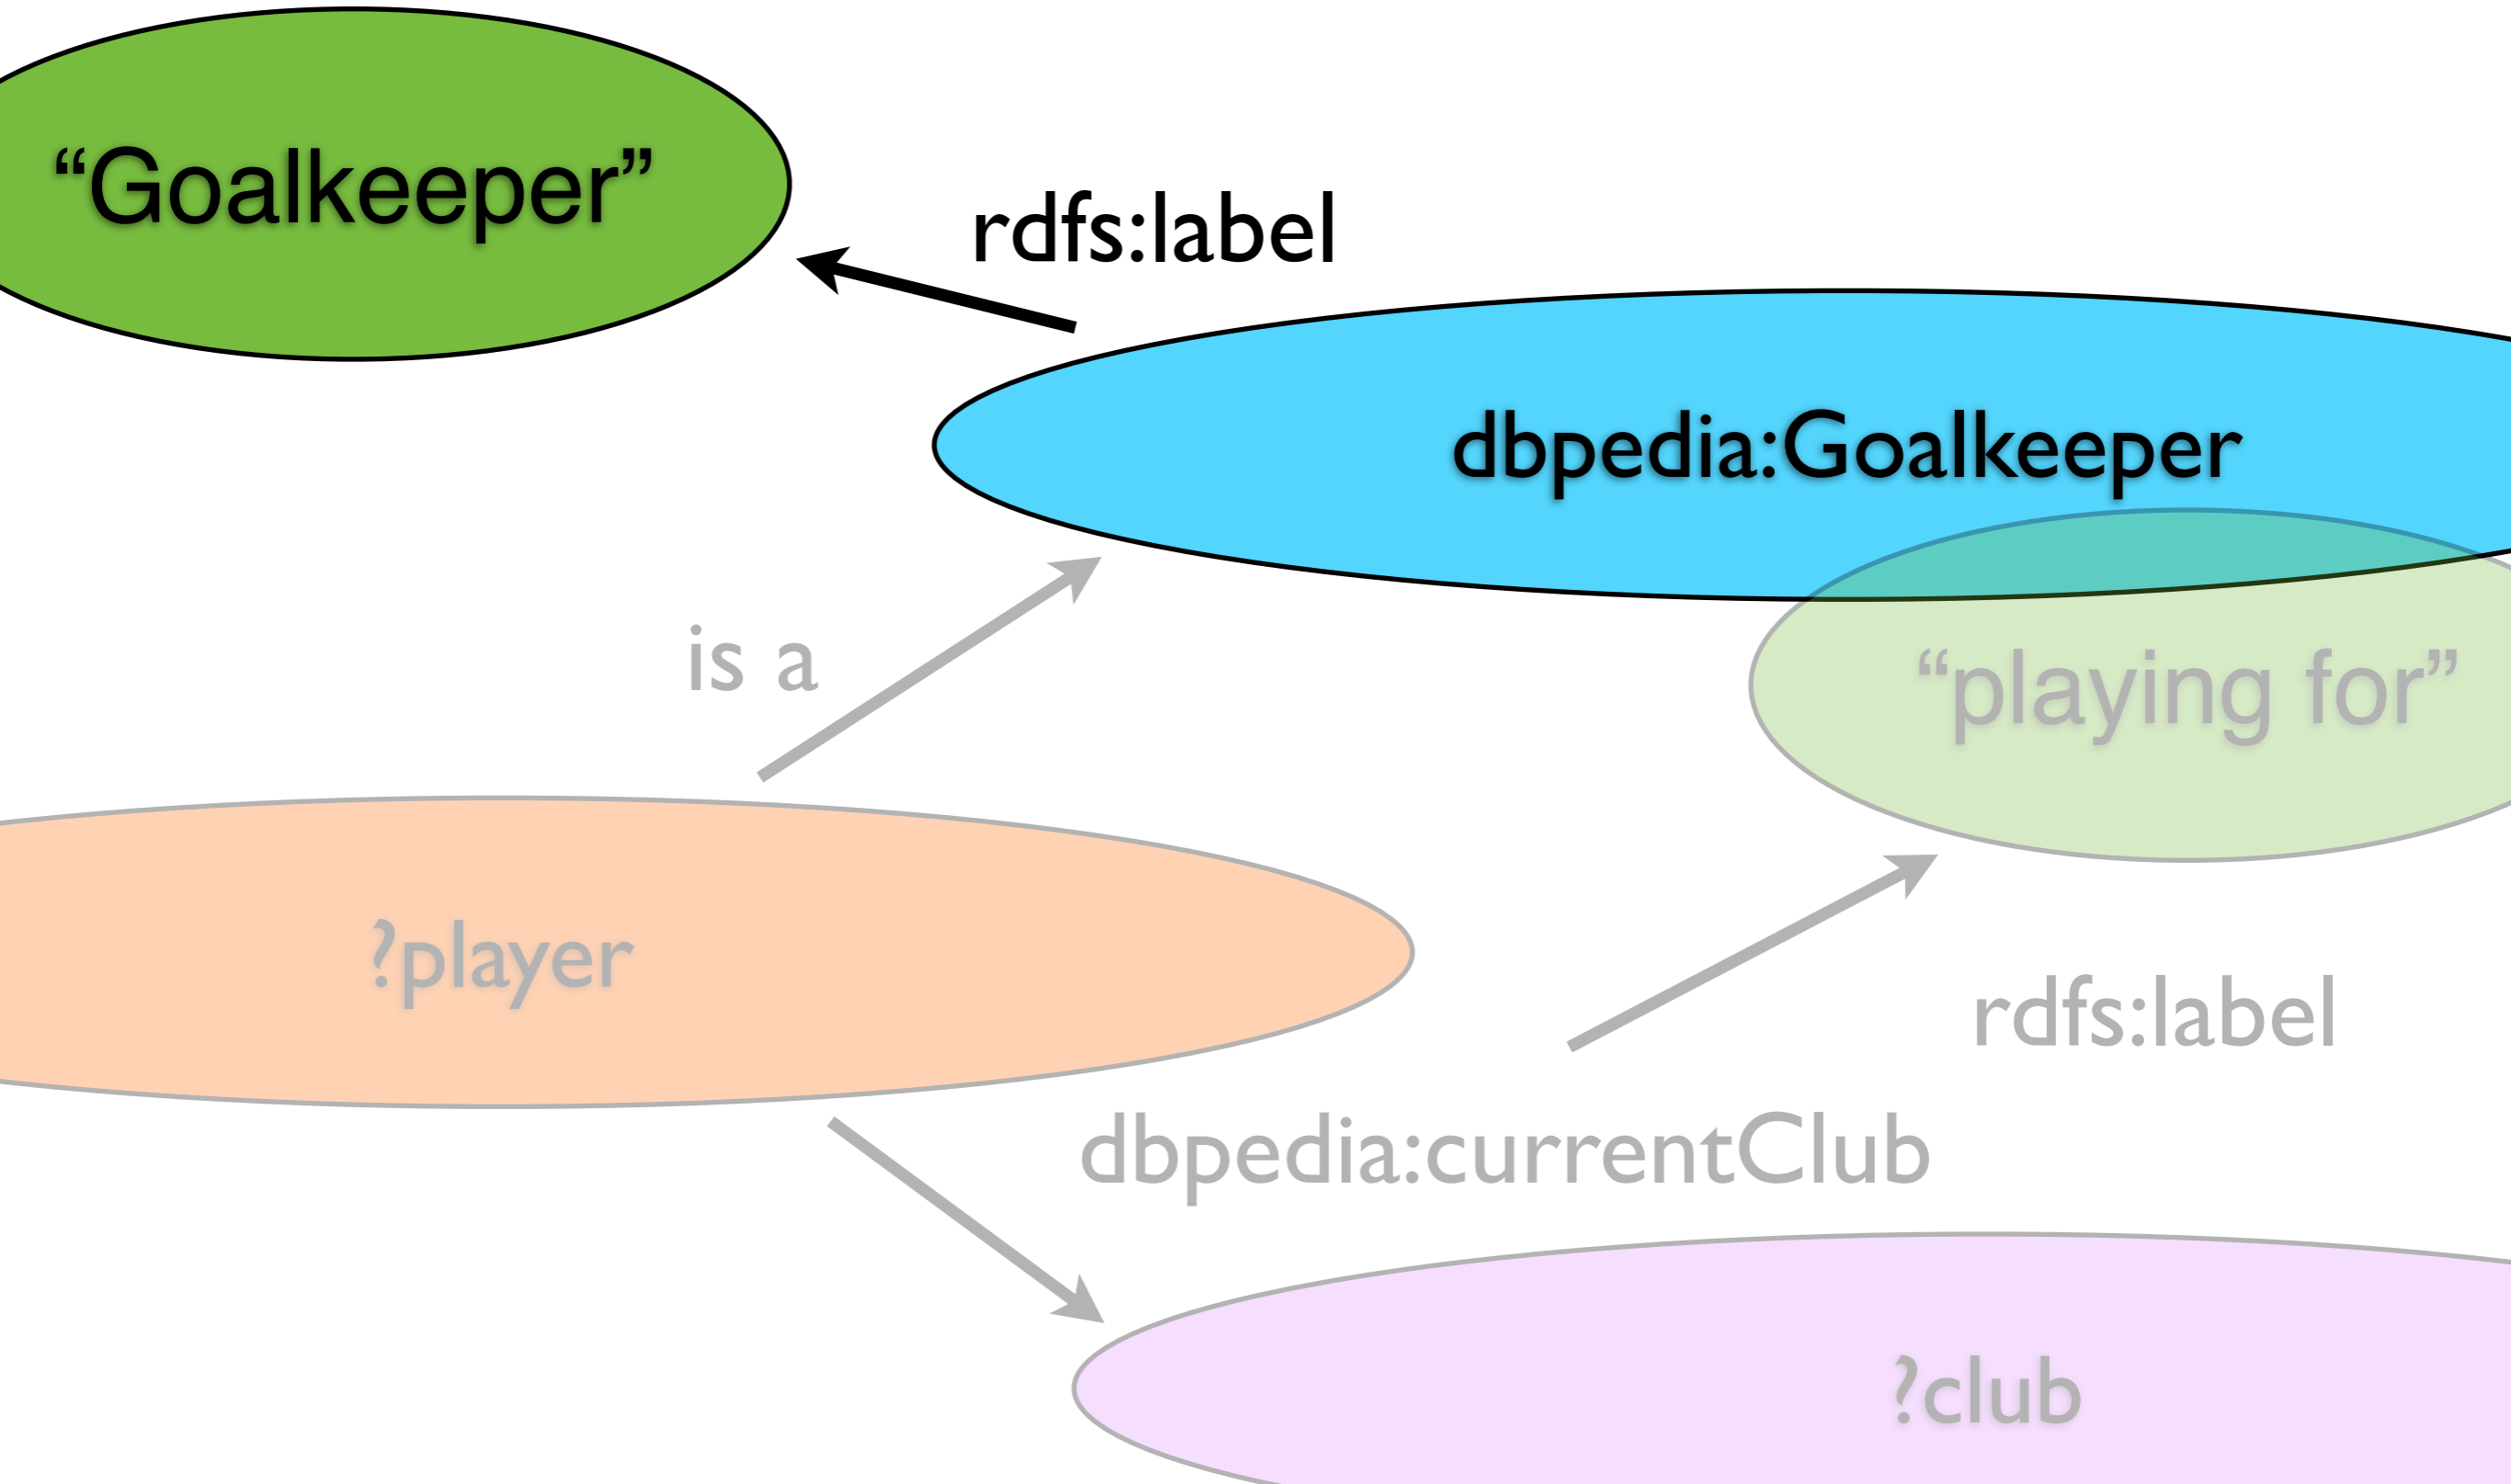 “Goalkeeper”
rdfs:label
dbpedia:Goalkeeper
is a
“playing for”
?player
rdfs:label
dbpedia:currentClub
?club